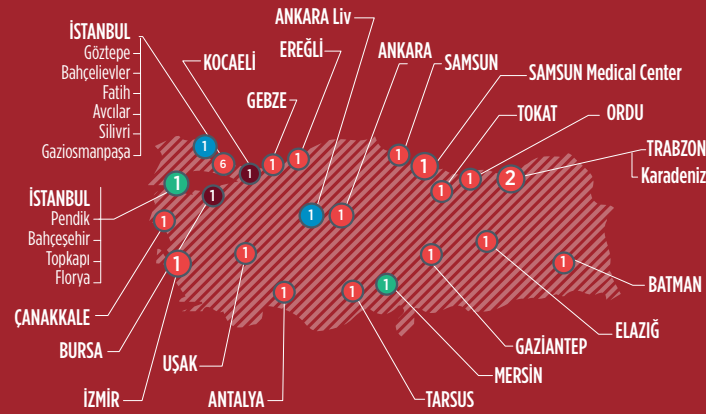 İSTANBUL
Göztepe
Bahçelievler
Fatih
Avcılar
Silivri
Gaziosmanpaşa
KOCAELİ
GEBZE
EREĞLİ
ANKARA Liv
ANKARA
SAMSUN
SAMSUN Medical Center
TOKAT
ORDU
TRABZON
Karadeniz
İSTANBUL
Pendik
Bahçeşehir
Topkapı
Florya
1
6
1
1
1
1
1
1
1
2
1
1
1
1
1
1
1
1
1
1
1
1
1
1
ÇANAKKALE
BURSA
İZMİR
UŞAK
ANTALYA
TARSUS
MERSİN
GAZİANTEP
ELAZIĞ
BATMAN